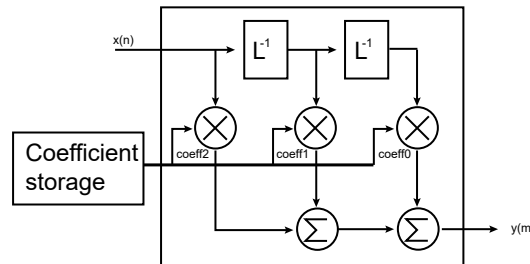 x(n)
L-1
L-1
Coefficient
storage
coeff2
coeff1
coeff0
Σ
Σ
y(m